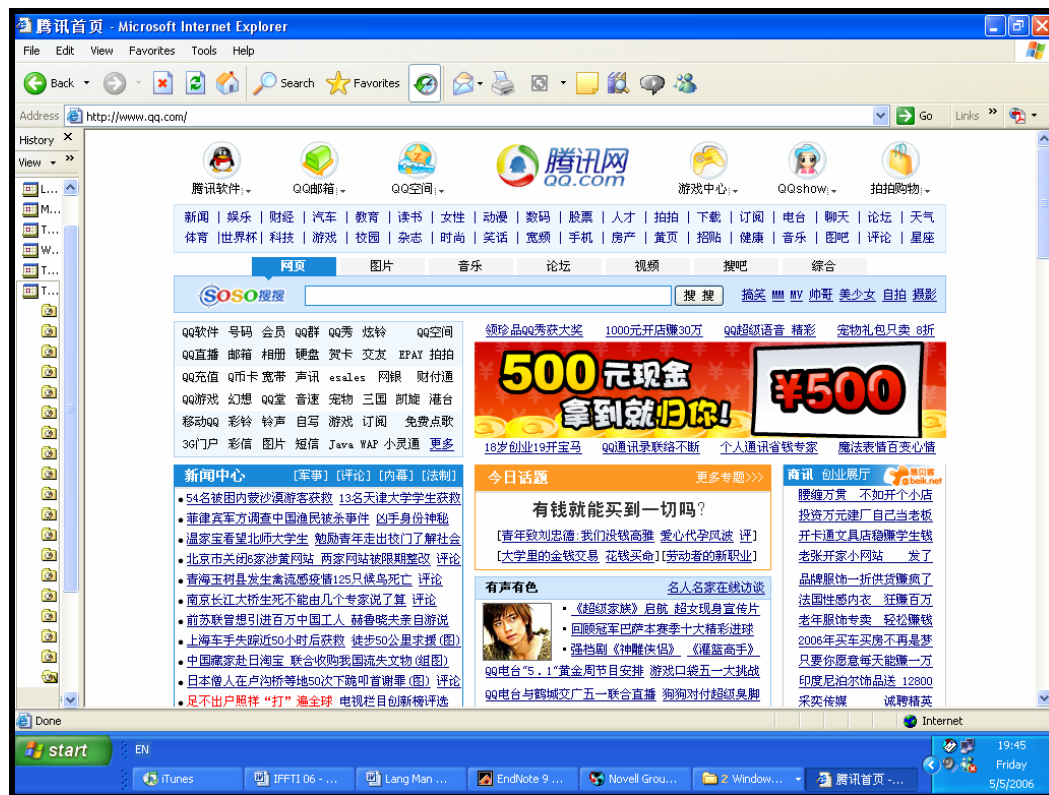 腾讯首页 - Microsoft Internet Explorer
File Edit View Favorites Tools Help
Back Search Favorites
Address http://www.qq.com/ Go Links
History
View
L...
M...
T...
W...
T...
T...
腾讯网
QQ.com
腾讯软件 QQ邮箱 QQ空间 游戏中心 QQshow 拍拍购物
新闻 | 娱乐 | 财经 | 汽车 | 教育 | 读书 | 女性 | 动漫 | 数码 | 股票 | 人才 | 拍拍 | 下载 | 订阅 | 电台 | 聊天 | 论坛 | 天气
体育 |世界杯| 科技 | 游戏 | 校园 | 杂志 | 时尚 | 笑话 | 宽频 | 手机 | 房产 | 黄页 | 招贴 | 健康 | 音乐 | 图吧 | 评论 | 星座
网页 图片 音乐 论坛 视频 搜吧 综合
SOSO搜搜 搜 搜 搞笑 MM MV 帅哥 美少女 自拍 摄影
QQ软件 号码 会员 QQ群 QQ秀 炫铃 QQ空间
QQ直播 邮箱 相册 硬盘 贺卡 交友 EPAY 拍拍
QQ充值 Q币卡 宽带 声讯 esales 网银 财付通
QQ游戏 幻想 QQ堂 音速 宠物 三国 凯旋 灌台
移动QQ 彩铃 铃声 自写 游戏 订阅 免费点歌
3G门户 彩信 图片 短信 Java WAP 小灵通 更多
领珍品QQ秀获大奖 1000元开店赚30万 QQ超级语音 精彩 宠物礼包只卖 8折
500元现金
拿到就归你!
¥500
18岁创业19开宝马 QQ通讯录联络不断 个人通讯省钱专家 魔法表情百变心情
新闻中心 [军事] [评论] [内幕] [法制]
54名被困内蒙沙漠游客获救 13名天津大学学生获救
菲律宾军方调查中国渔民被杀事件 凶手身份神秘
温家宝看望北师大学生 勉励青年走出校门了解社会
北京市关闭6家涉黄网站 两家网站被限期整改 评论
青海玉树县发生禽流感疫情125只候鸟死亡 评论
南京长江大桥生死不能由几个专家说了算 评论
前苏联曾想引进百万中国工人 赫鲁晓夫亲自游说
上海车手失踪近50小时后获救 徒步50公里求援(图)
中国藏家赴日淘宝 联合收购我国流失文物(组图)
日本僧人在卢沟桥等地50次下跪叩首谢罪(图) 评论
足不出户照样“打”遍全球 电视栏目创新榜评选
今日话题 更多专题>>>
有钱就能买到一切吗?
[青年致刘忠德:我们没钱高雅 爱心代孕风波 评]
[大学里的金钱交易 花钱买命][劳动者的新职业]
有声有色 名人名家在线访谈
《超级家族》启航 超女现身宣传片
回顾冠军巴萨本赛季十大精彩进球
强档剧《神雕侠侣》 《灌篮高手》
QQ电台“5.1”黄金周节目安排 游戏口袋五一大挑战
QQ电台与鹤城交广五一联合直播 狗狗对付超级臭脚
商讯 创业展厅 易贝客 ebeik.net
腰缠万贯 不如开个小店
投资万元建厂自己当老板
开卡通文具店稳赚学生钱
老张开家小网站 发了
品牌服饰一折供货赚疯了
法国性感内衣 狂赚百万
老年服饰专卖 轻松赚钱
2006年买车买房不再是梦
只要你愿意每天能赚一万
印度尼泊尔饰品送 12800
采奕传媒 诚聘精英
Done Internet
start EN
iTunes IFFTI 06 - ... Lang Man ... EndNote 9 ... Novell Grou... 2 Window... 腾讯首页 -...
19:45
Friday
5/5/2006